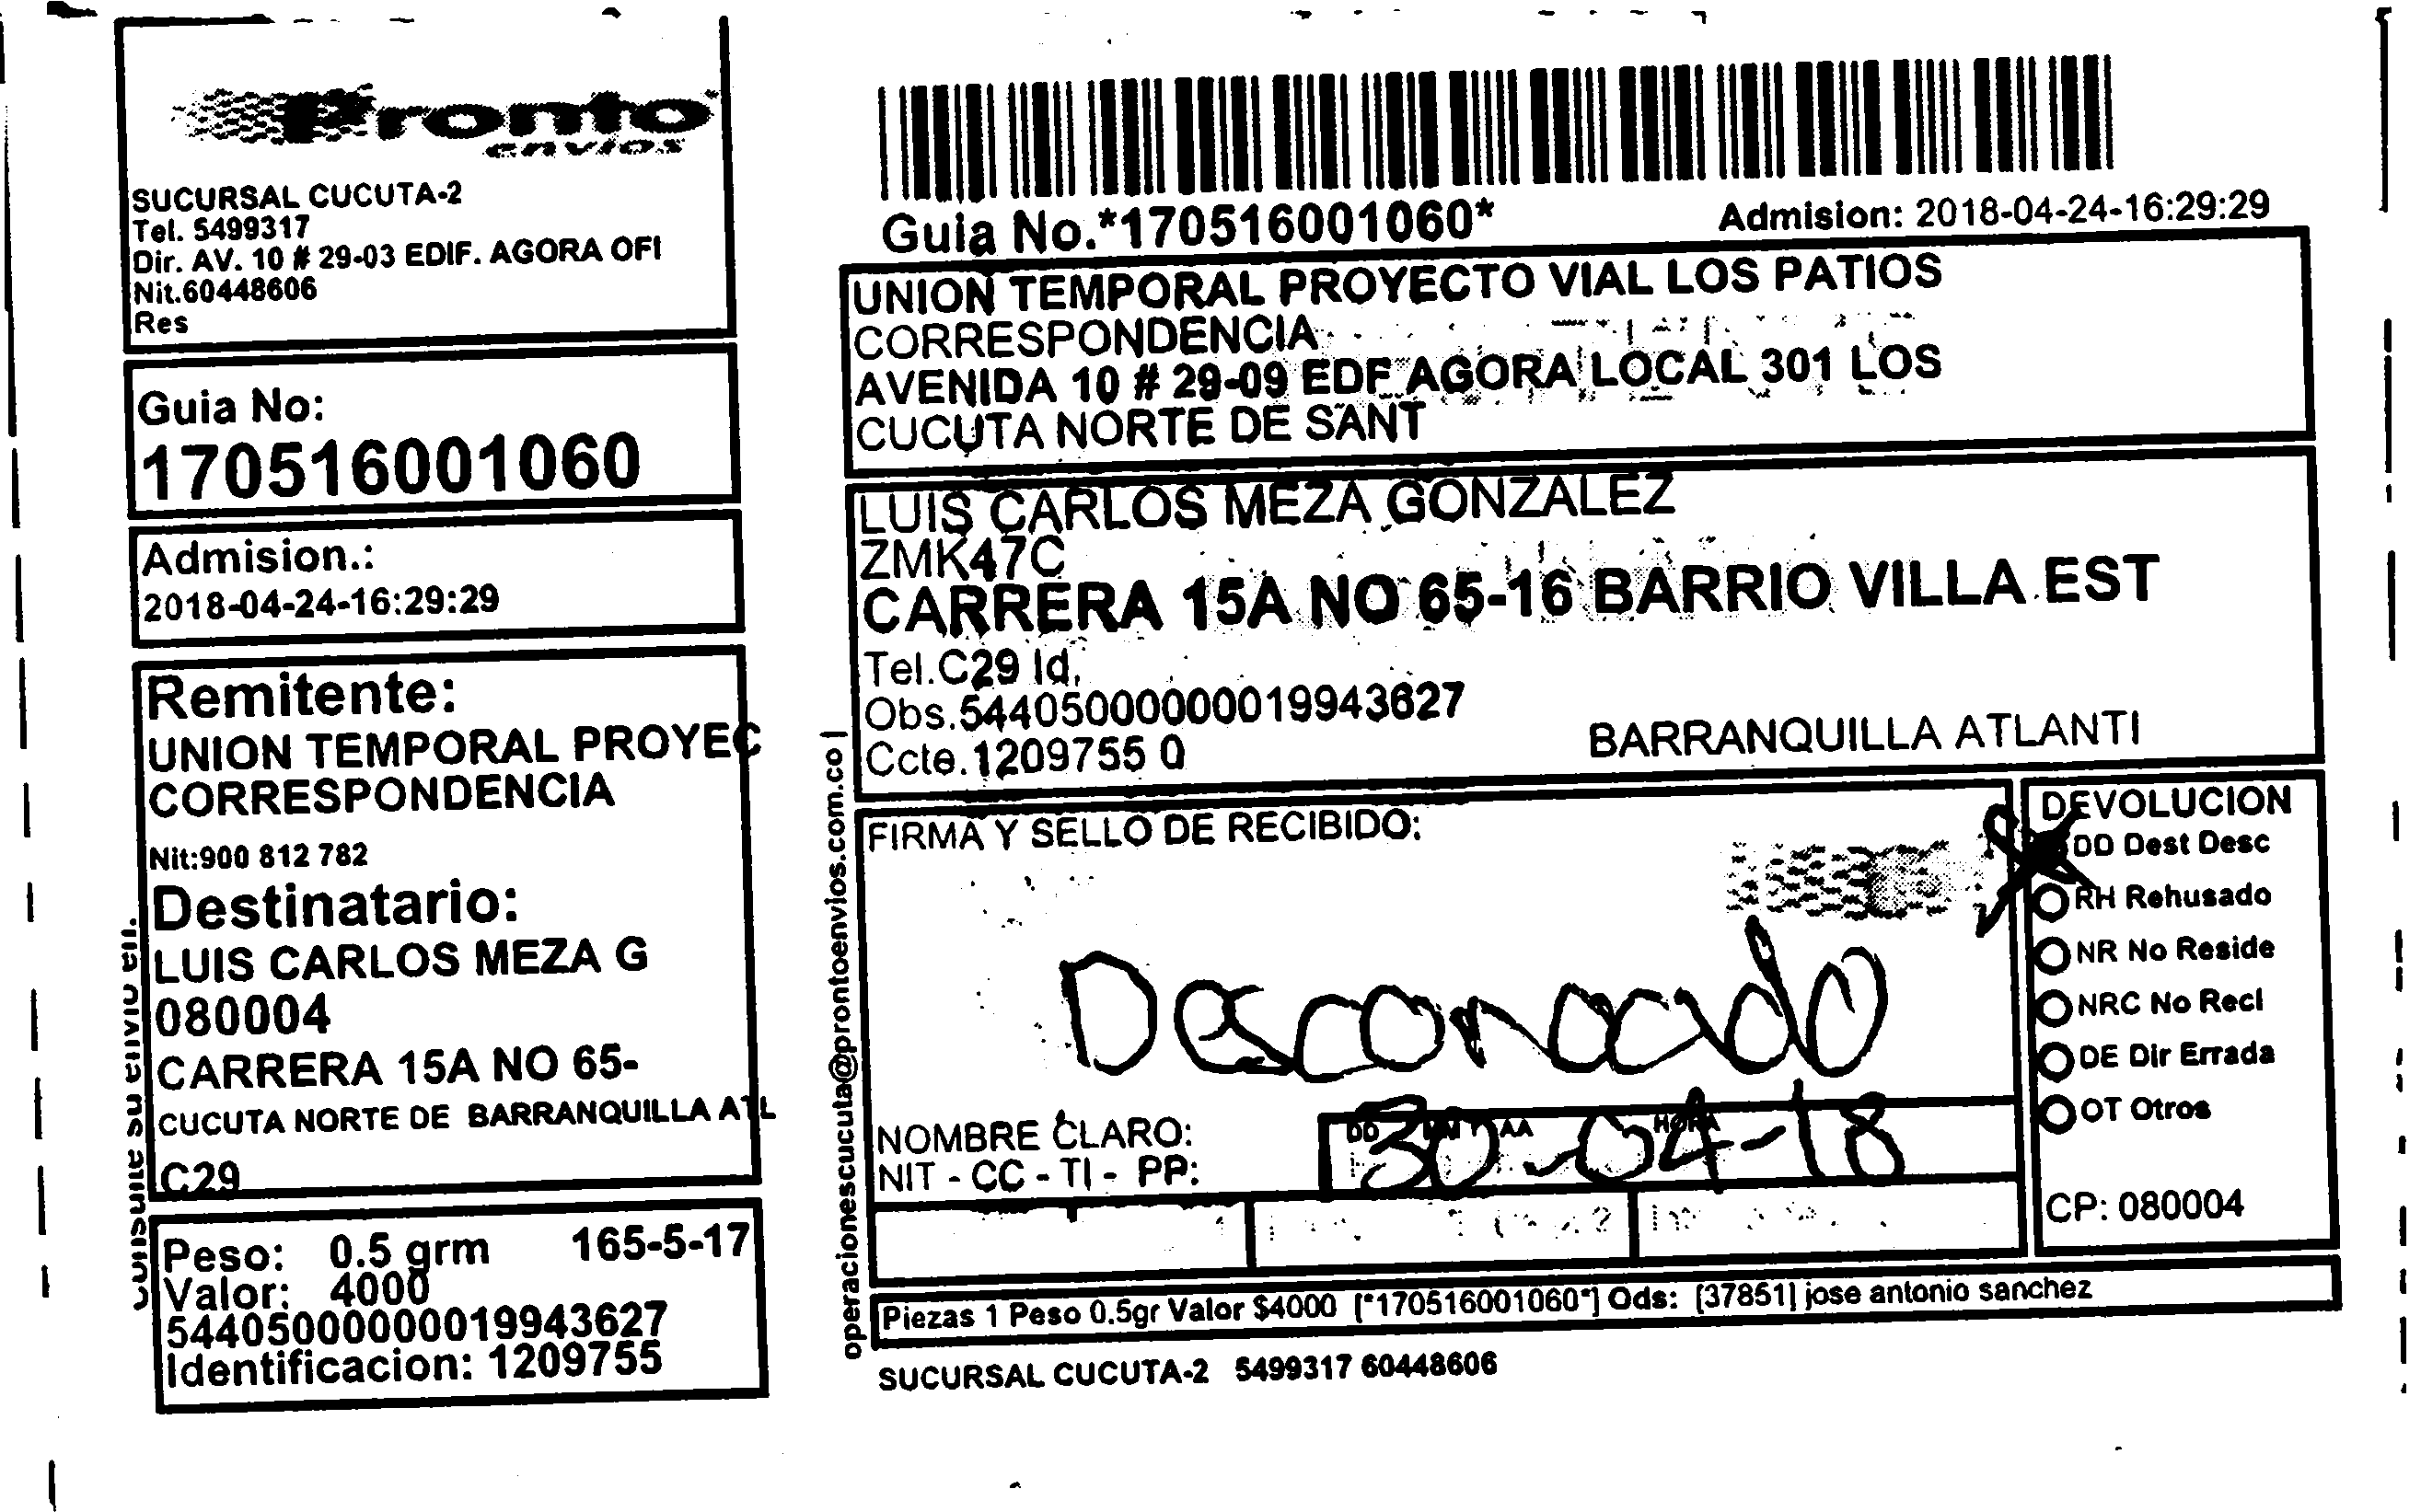 Pronto
envios
SUCURSAL CUCUTA-2
Tel. 5499317
Dir. AV. 10 # 29-03 EDIF. AGORA OFI
Nit.60448606
Res
Guia No:
170516001060
Admision.:
2018-04-24-16:29:29
Remitente:
UNION TEMPORAL PROYEC
CORRESPONDENCIA
Nit:900 812 782
Destinatario:
LUIS CARLOS MEZA G
080004
CARRERA 15A NO 65-
CUCUTA NORTE DE BARRANQUILLA ATL
C29
Peso: 0.5 grm 165-5-17
Valor: 4000
54405000000019943627
Identificacion: 1209755
su envio en.
operacionescucuta@prontoenvios.com.co |
Guia No.*170516001060* Admision: 2018-04-24-16:29:29
UNION TEMPORAL PROYECTO VIAL LOS PATIOS
CORRESPONDENCIA
AVENIDA 10 # 29-09 EDF AGORA LOCAL 301 LOS
CUCUTA NORTE DE SANT
LUIS CARLOS MEZA GONZALEZ
ZMK47C
CARRERA 15A NO 65-16 BARRIO VILLA EST
Tel.C29 Id.
Obs.54405000000019943627
Ccte.1209755 0 BARRANQUILLA ATLANTI
FIRMA Y SELLO DE RECIBIDO:
Desconocido
NOMBRE CLARO:
NIT - CC - TI - PP:
DD AA HORA
30-04-18
DEVOLUCION
DD Dest Desc
RH Rehusado
NR No Reside
NRC No Recl
DE Dir Errada
OT Otros
CP: 080004
Piezas 1 Peso 0.5gr Valor $4000 [*170516001060*] Ods: [37851] jose antonio sanchez
SUCURSAL CUCUTA-2 5499317 60448606